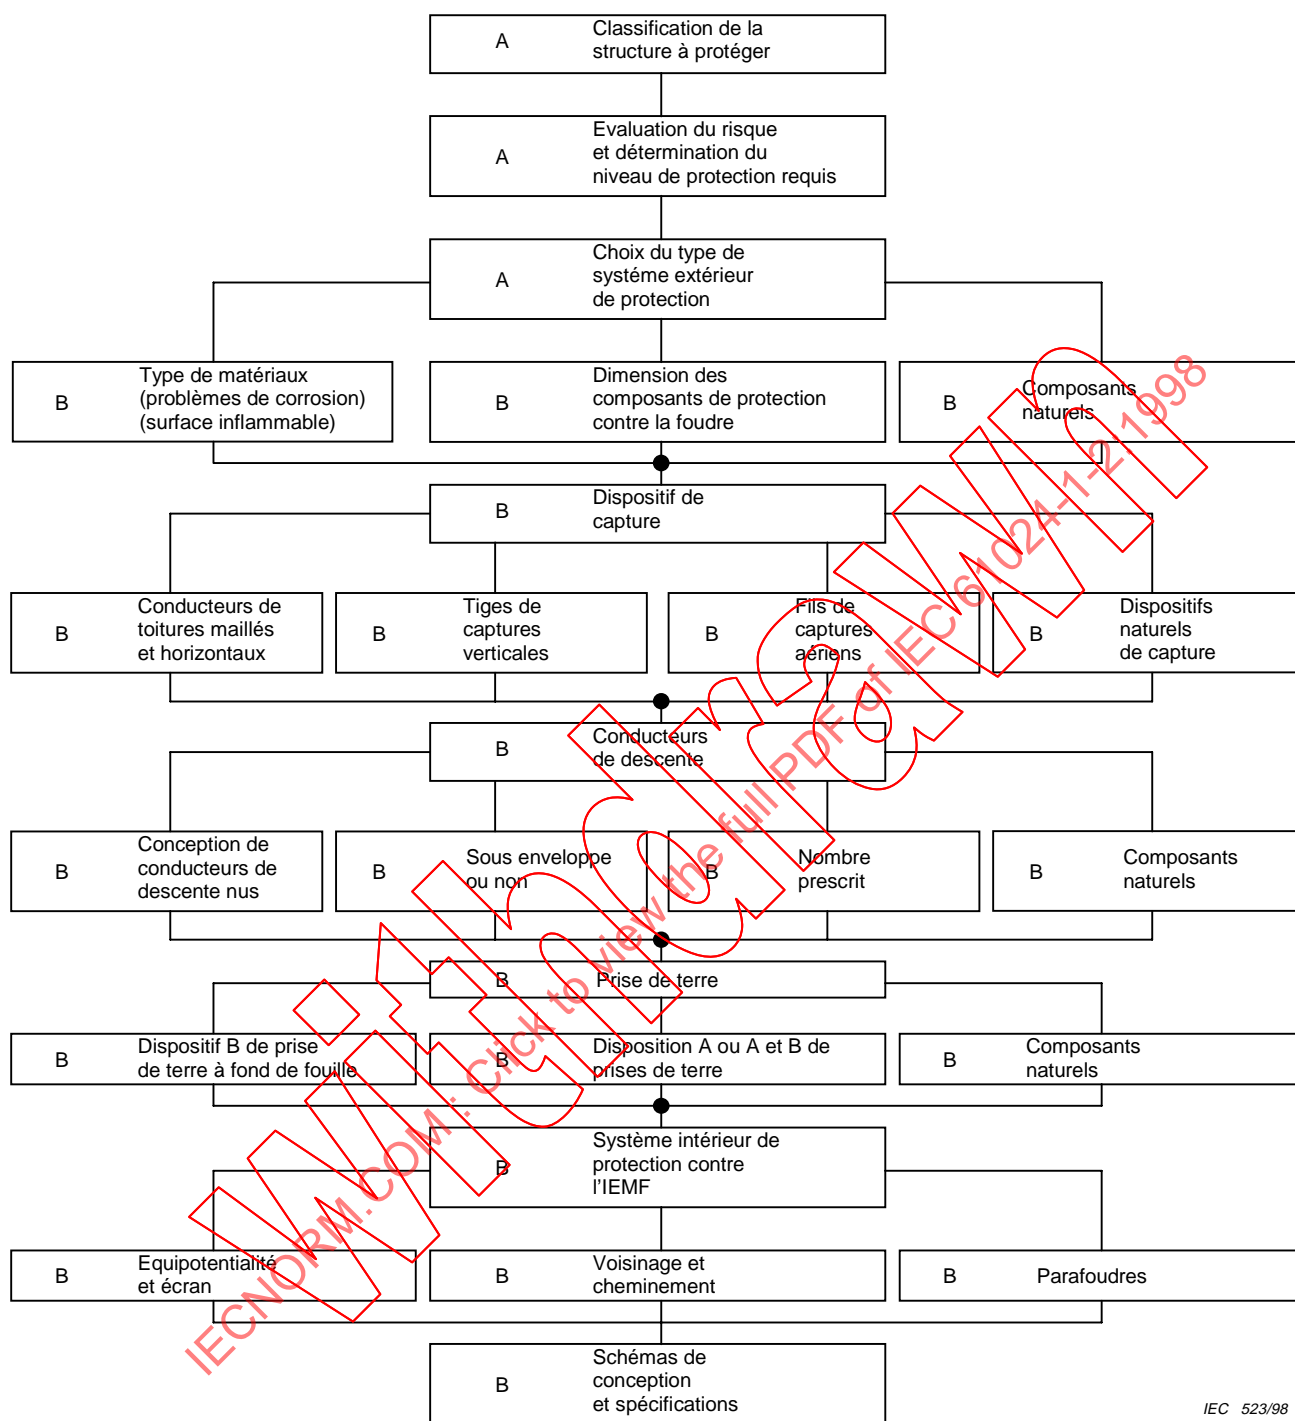 A
Classification de la
structure à protéger
A
Evaluation du risque
et détermination du
niveau de protection requis
A
Choix du type de
systéme extérieur
de protection
B
Type de matériaux
(problèmes de corrosion)
(surface inflammable)
B
Dimension des
composants de protection
contre la foudre
B
Composants
naturels
B
Dispositif de
capture
B
Conducteurs de
toitures maillés
et horizontaux
B
Tiges de
captures
verticales
B
Fils de
captures
aériens
B
Dispositifs
naturels
de capture
B
Conducteurs
de descente
B
Conception de
conducteurs de
descente nus
B
Sous enveloppe
ou non
B
Nombre
prescrit
B
Composants
naturels
B
Prise de terre
B
Dispositif B de prise
de terre à fond de fouille
B
Disposition A ou A et B de
prises de terre
B
Composants
naturels
B
Système intérieur de
protection contre
l'IEMF
B
Equipotentialité
et écran
B
Voisinage et
cheminement
B
Parafoudres
B
Schémas de
conception
et spécifications
IEC 523/98
Withdrawn
IECNORM.COM : Click to view the full PDF of IEC 61024-1-2:1998